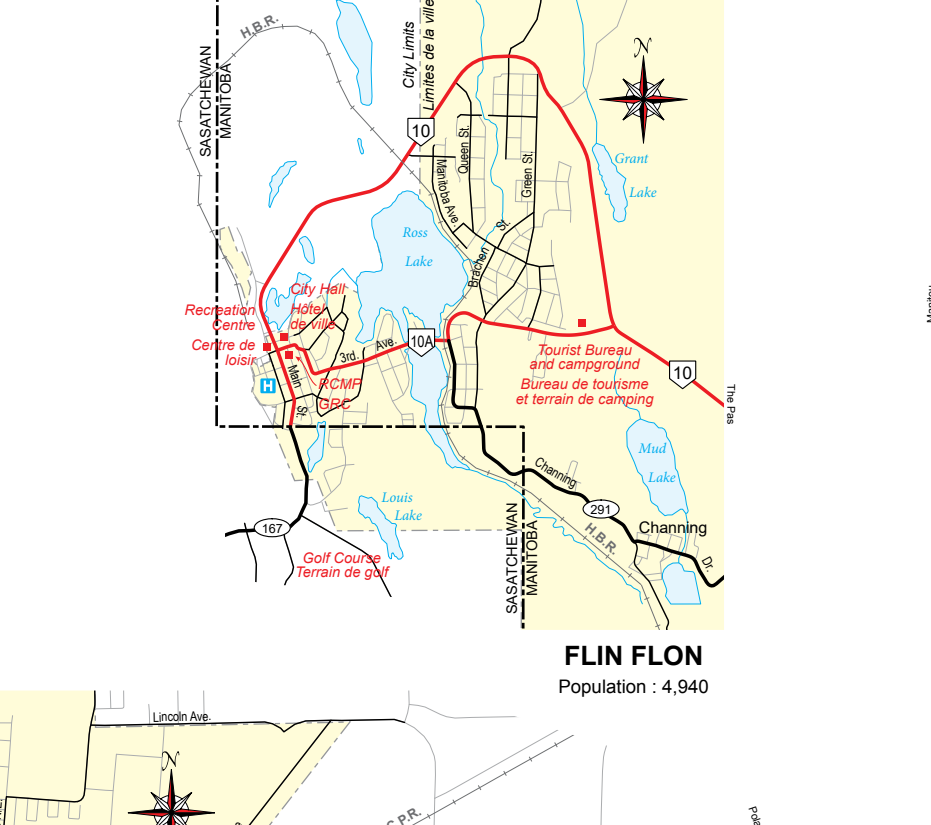 H.B.R.
SASKATCHEWAN
MANITOBA
City Limits
Limites de la ville
10
N
Queen St.
Green St.
Manitoba Ave.
Grant
Lake
Ross
Lake
Brachen St.
City Hall
Hôtel
de ville
Recreation
Centre
Centre de
loisir
H
Main St.
3rd. Ave.
10A
RCMP
GRC
Tourist Bureau
and campground
Bureau de tourisme
et terrain de camping
10
The Pas
Mud
Lake
Louis
Lake
Channing
291
Channing
Dr.
H.B.R.
SASATCHEWAN
MANITOBA
167
Golf Course
Terrain de golf
FLIN FLON
Population : 4,940
Lincoln Ave.
N
C.P.R.